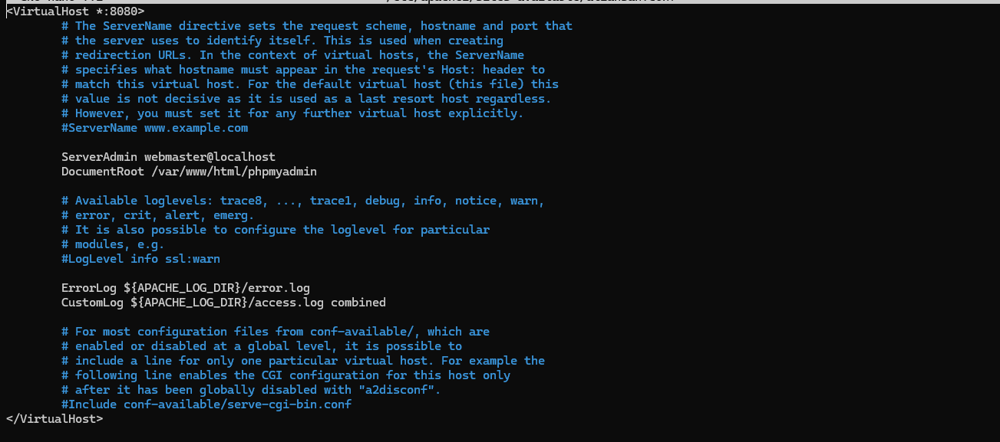 <VirtualHost *:8080>
# The ServerName directive sets the request scheme, hostname and port that
# the server uses to identify itself. This is used when creating
# redirection URLs. In the context of virtual hosts, the ServerName
# specifies what hostname must appear in the request's Host: header to
# match this virtual host. For the default virtual host (this file) this
# value is not decisive as it is used as a last resort host regardless.
# However, you must set it for any further virtual host explicitly.
#ServerName www.example.com
ServerAdmin webmaster@localhost
DocumentRoot /var/www/html/phpmyadmin
# Available loglevels: trace8, ..., trace1, debug, info, notice, warn,
# error, crit, alert, emerg.
# It is also possible to configure the loglevel for particular
# modules, e.g.
#LogLevel info ssl:warn
ErrorLog ${APACHE_LOG_DIR}/error.log
CustomLog ${APACHE_LOG_DIR}/access.log combined
# For most configuration files from conf-available/, which are
# enabled or disabled at a global level, it is possible to
# include a line for only one particular virtual host. For example the
# following line enables the CGI configuration for this host only
# after it has been globally disabled with "a2disconf".
#Include conf-available/serve-cgi-bin.conf
</VirtualHost>